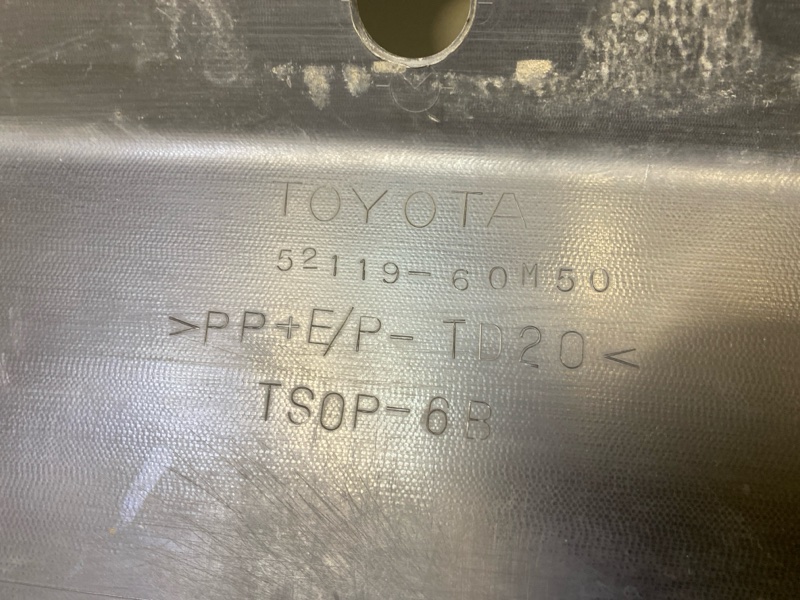 TOYOTA
52119-60M50
>PP+E/P-TD20<
TSOP-6B